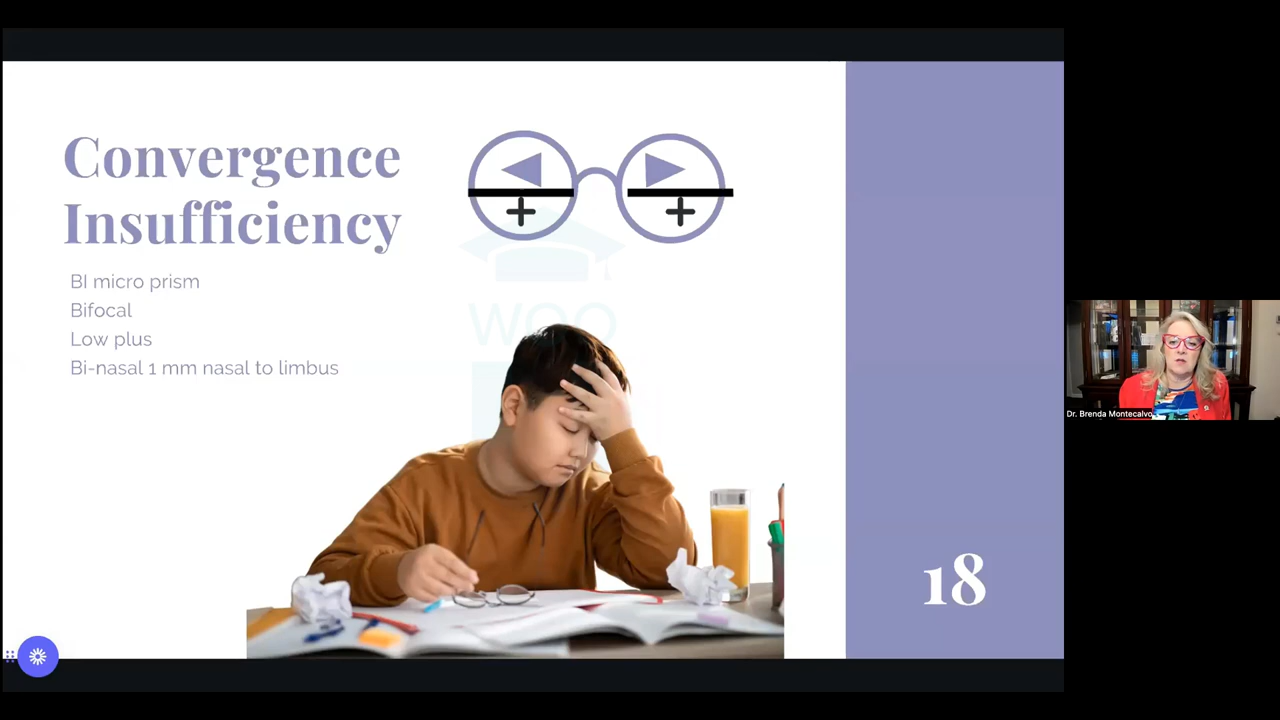 Convergence
Insufficiency
BI micro prism
Bifocal
Low plus
Bi-nasal 1 mm nasal to limbus
+ +
WOO
18
Dr. Brenda Montecalvo